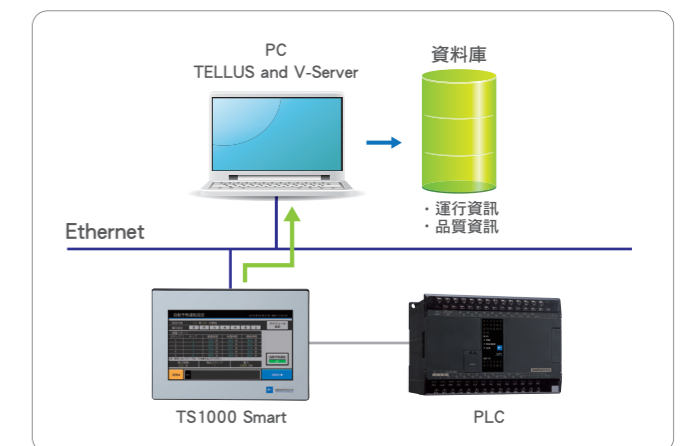 PC
TELLUS and V-Server
資料庫
・運行資訊
・品質資訊
Ethernet
TS1000 Smart
PLC